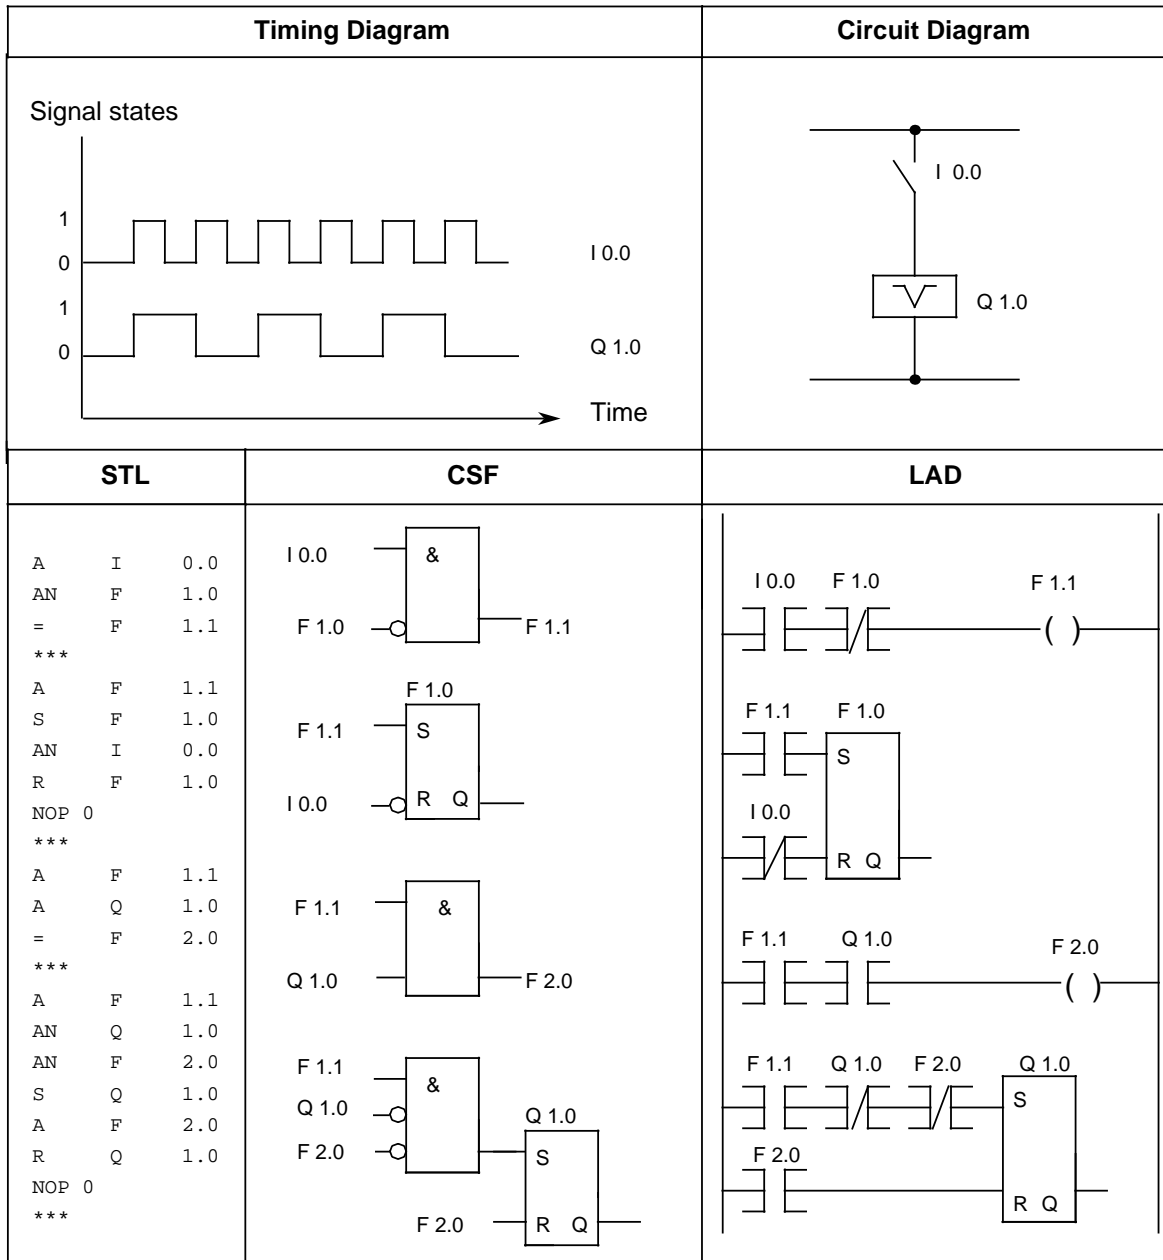 Timing Diagram
Circuit Diagram
Signal states
1
0
I 0.0
1
0
Q 1.0
Time
I 0.0
Q 1.0
STL
CSF
LAD
A I 0.0
AN F 1.0
= F 1.1
***
A F 1.1
S F 1.0
AN I 0.0
R F 1.0
NOP 0
***
A F 1.1
A Q 1.0
= F 2.0
***
A F 1.1
AN Q 1.0
AN F 2.0
S Q 1.0
A F 2.0
R Q 1.0
NOP 0
***
I 0.0
&
F 1.0
F 1.1
F 1.0
F 1.1
S
I 0.0
R Q
F 1.1
&
Q 1.0
F 2.0
F 1.1
&
Q 1.0
F 2.0
Q 1.0
S
F 2.0
R Q
I 0.0 F 1.0 F 1.1
( )
F 1.1 F 1.0
S
I 0.0
R Q
F 1.1 Q 1.0 F 2.0
( )
F 1.1 Q 1.0 F 2.0 Q 1.0
S
F 2.0
R Q